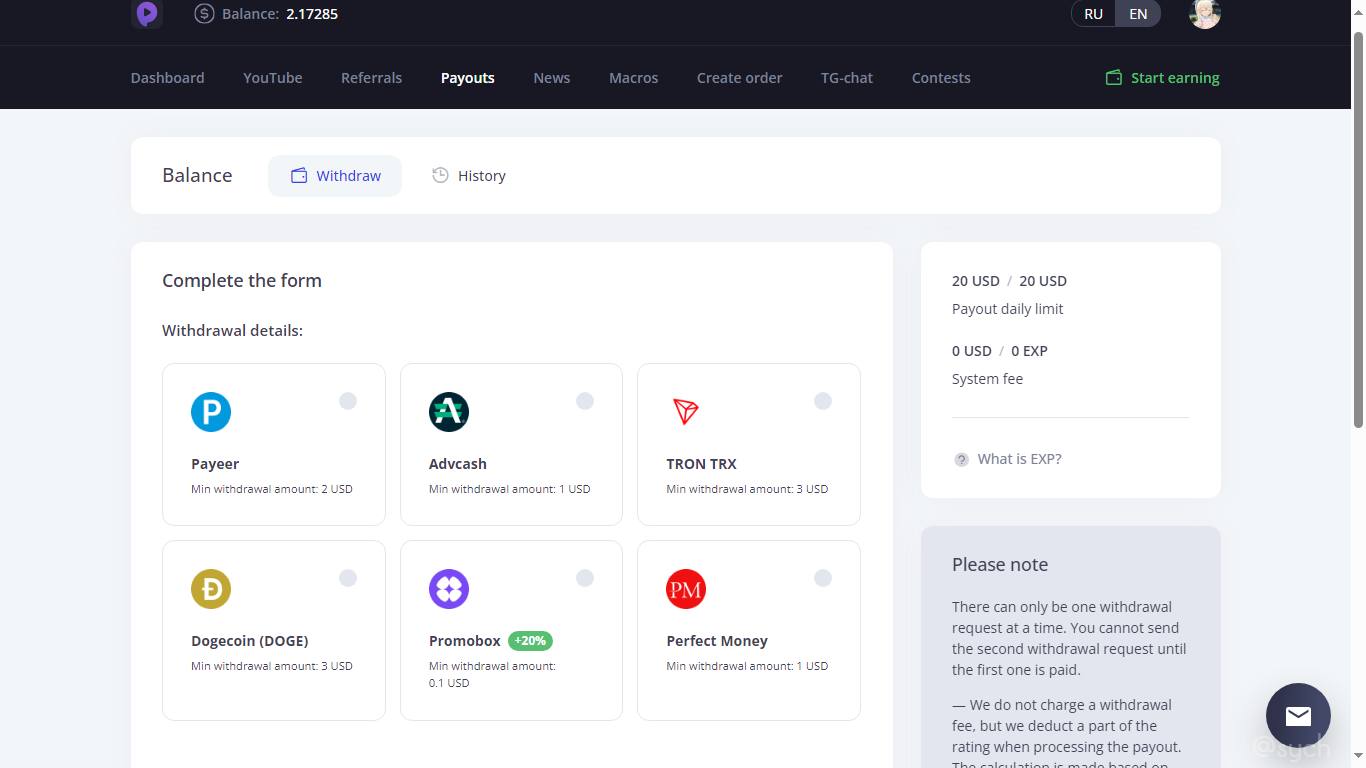 Balance: 2.17285
RU EN
Dashboard YouTube Referrals Payouts News Macros Create order TG-chat Contests Start earning
Balance Withdraw History
Complete the form
Withdrawal details:
Payeer
Min withdrawal amount: 2 USD
Advcash
Min withdrawal amount: 1 USD
TRON TRX
Min withdrawal amount: 3 USD
Dogecoin (DOGE)
Min withdrawal amount: 3 USD
Promobox +20%
Min withdrawal amount:
0.1 USD
PM
Perfect Money
Min withdrawal amount: 1 USD
20 USD / 20 USD
Payout daily limit
0 USD / 0 EXP
System fee
What is EXP?
Please note
There can only be one withdrawal
request at a time. You cannot send
the second withdrawal request until
the first one is paid.
— We do not charge a withdrawal
fee, but we deduct a part of the
rating when processing the payout.
The calculation is made based on
@sych